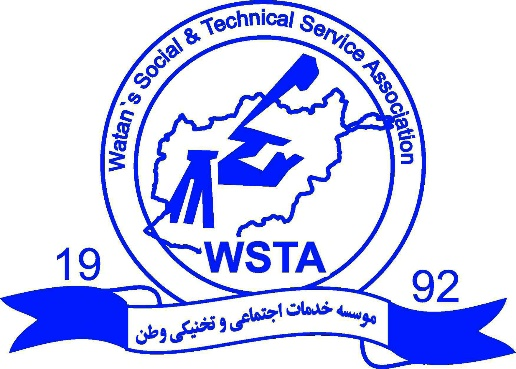 Watan`s Social & Technical Service Association
WSTA
19 92
موسسه خدمات اجتماعی و تخنیکی وطن